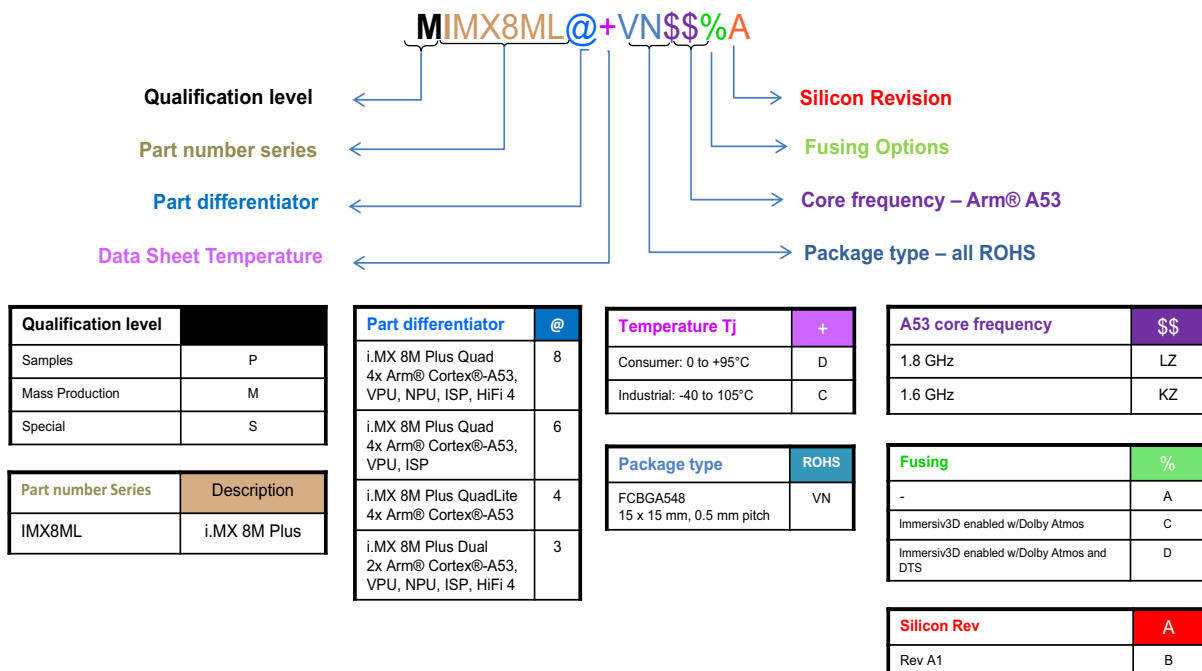 MIMX8ML@+VN$$%A
Qualification level
Silicon Revision
Part number series
Fusing Options
Part differentiator
Core frequency – Arm® A53
Data Sheet Temperature
Package type – all ROHS
Qualification level
Samples P
Mass Production M
Special S
Part number Series Description
IMX8ML i.MX 8M Plus
Part differentiator @
i.MX 8M Plus Quad 8
4x Arm® Cortex®-A53,
VPU, NPU, ISP, HiFi 4
i.MX 8M Plus Quad 6
4x Arm® Cortex®-A53,
VPU, ISP
i.MX 8M Plus QuadLite 4
4x Arm® Cortex®-A53
i.MX 8M Plus Dual 3
2x Arm® Cortex®-A53,
VPU, NPU, ISP, HiFi 4
Temperature Tj +
Consumer: 0 to +95°C D
Industrial: -40 to 105°C C
Package type ROHS
FCBGA548 VN
15 x 15 mm, 0.5 mm pitch
A53 core frequency $$
1.8 GHz LZ
1.6 GHz KZ
Fusing %
- A
Immersiv3D enabled w/Dolby Atmos C
Immersiv3D enabled w/Dolby Atmos and D
DTS
Silicon Rev A
Rev A1 B